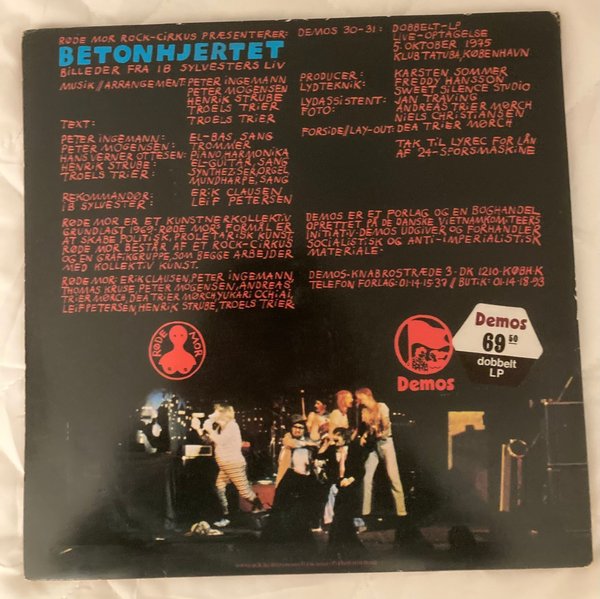 RØDE MOR ROCK-CIRKUS PRÆSENTERER:
BETONHJERTET
BILLEDER FRA IB SYLVESTERS LIV
MUSIK//ARRANGEMENT: PETER INGEMANN
PETER MOGENSEN
HENRIK STRUBE
TROELS TRIER
TEXT: TROELS TRIER
PETER INGEMANN: EL-BAS, SANG
PETER MOGENSEN: TROMMER
HANS VERNER OTTESEN: PIANO, HARMONIKA
HENRIK STRUBE: EL-GUITAR, SANG
TROELS TRIER: SYNTHEZ-SER, ORGEL
MUNDHARPE, SANG
REKOMMANDØR: ERIK CLAUSEN
IB SYLVESTER: LEIF PETERSEN
RØDE MOR ER ET KUNSTNERKOLLEKTIV
GRUNDLAGT 1969. RØDE MORS FORMÅL ER
AT SKABE POLITISK PROLETARISK KUNST
RØDE MOR BESTÅR AF ET ROCK-CIRKUS
OG EN GRAFIKGRUPPE, SOM BEGGE ARBEJDER
MED KOLLEKTIV KUNST.
RØDE MOR: ERIK CLAUSEN, PETER INGEMANN,
THOMAS KRUSE, PETER MOGENSEN, ANDREAS
TRIER MØRCH, DEA TRIER MØRCH, YUKARI OCHIAI,
LEIF PETERSEN, HENRIK STRUBE, TROELS TRIER
DEMOS 30-31: DOBBELT-LP
LIVE-OPTAGELSE
5. OKTOBER 1975
KLUB TATUBA, KØBENHAVN
PRODUCER: KARSTEN SOMMER
LYDTEKNIK: FREDDY HANSSON
SWEET SILENCE STUDIO
LYDASSISTENT: JAN TRAVING
FOTO: ANDREAS TRIER MØRCH
NIELS CHRISTIANSEN
FORSIDE//LAY-OUT: DEA TRIER MØRCH
TAK TIL LYREC FOR LÅN
AF 24-SPORSMASKINE
DEMOS ER ET FORLAG OG EN BOGHANDEL
OPRETTET PÅ DE DANSKE VIETNAMKOMITEERS
INITIATIV. DEMOS UDGIVER OG FORHANDLER
SOCIALISTISK OG ANTI-IMPERIALISTISK
MATERIALE.
DEMOS-KNABROSTRÆDE 3-DK 1210-KØBH-K
TELEFON FORLAG: 01-14-15-37 // BUTIK: 01-14-18-93
RØDE MOR
Demos
Demos
69 50
dobbelt
LP